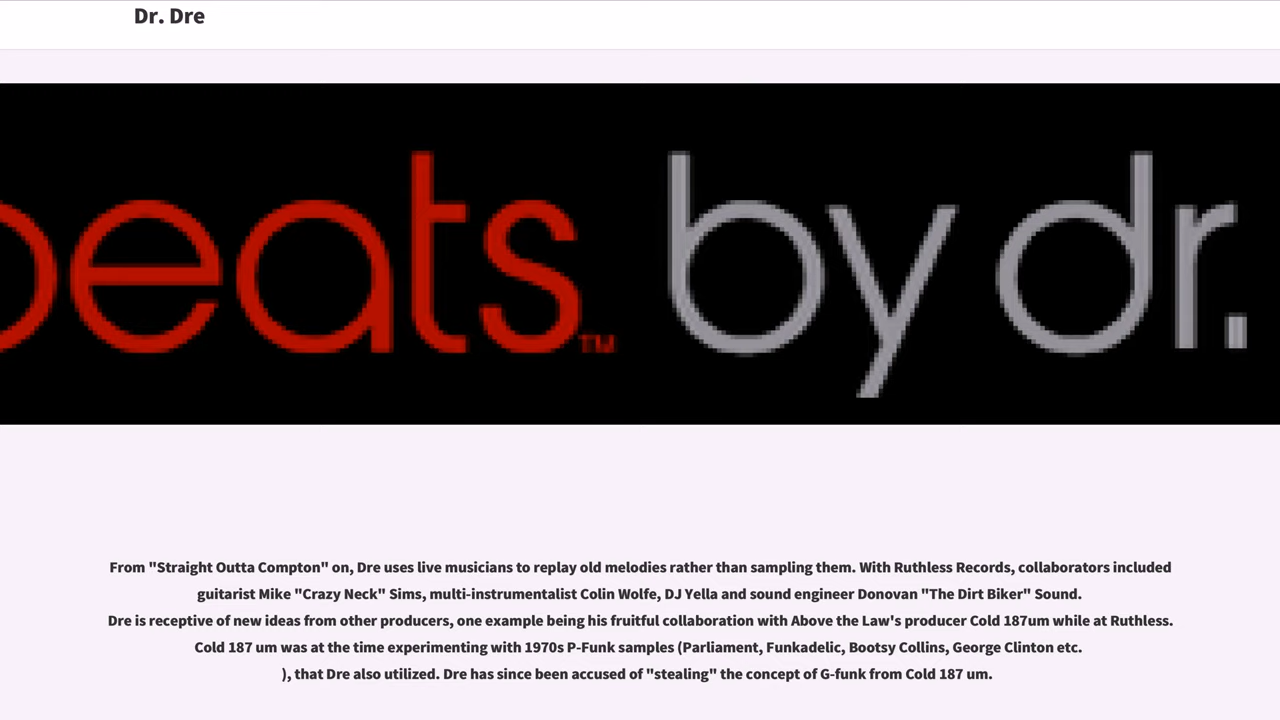 Dr. Dre
beats™ by dr.
From "Straight Outta Compton" on, Dre uses live musicians to replay old melodies rather than sampling them. With Ruthless Records, collaborators included
guitarist Mike "Crazy Neck" Sims, multi-instrumentalist Colin Wolfe, DJ Yella and sound engineer Donovan "The Dirt Biker" Sound.
Dre is receptive of new ideas from other producers, one example being his fruitful collaboration with Above the Law's producer Cold 187um while at Ruthless.
Cold 187 um was at the time experimenting with 1970s P-Funk samples (Parliament, Funkadelic, Bootsy Collins, George Clinton etc.
), that Dre also utilized. Dre has since been accused of "stealing" the concept of G-funk from Cold 187 um.